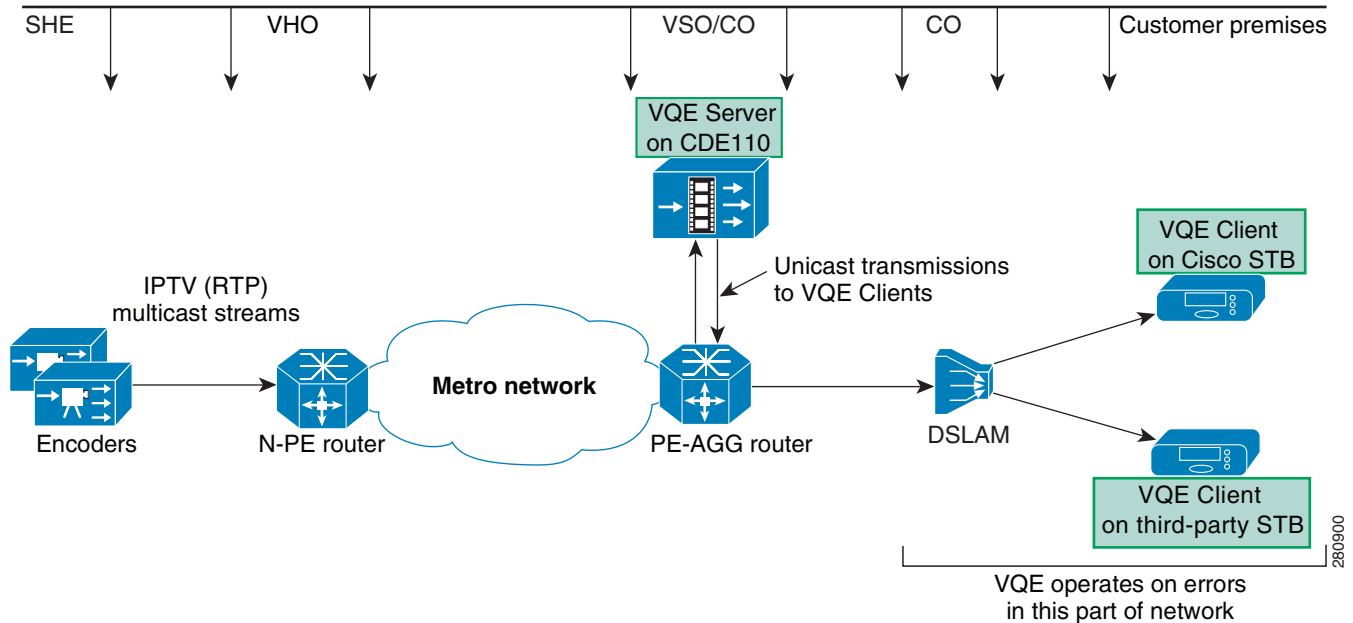 SHE
VHO
VSO/CO
CO
Customer premises
VQE Server
on CDE110
Unicast transmissions
to VQE Clients
VQE Client
on Cisco STB
IPTV (RTP)
multicast streams
Metro network
Encoders
N-PE router
PE-AGG router
DSLAM
VQE Client
on third-party STB
280900
VQE operates on errors
in this part of network